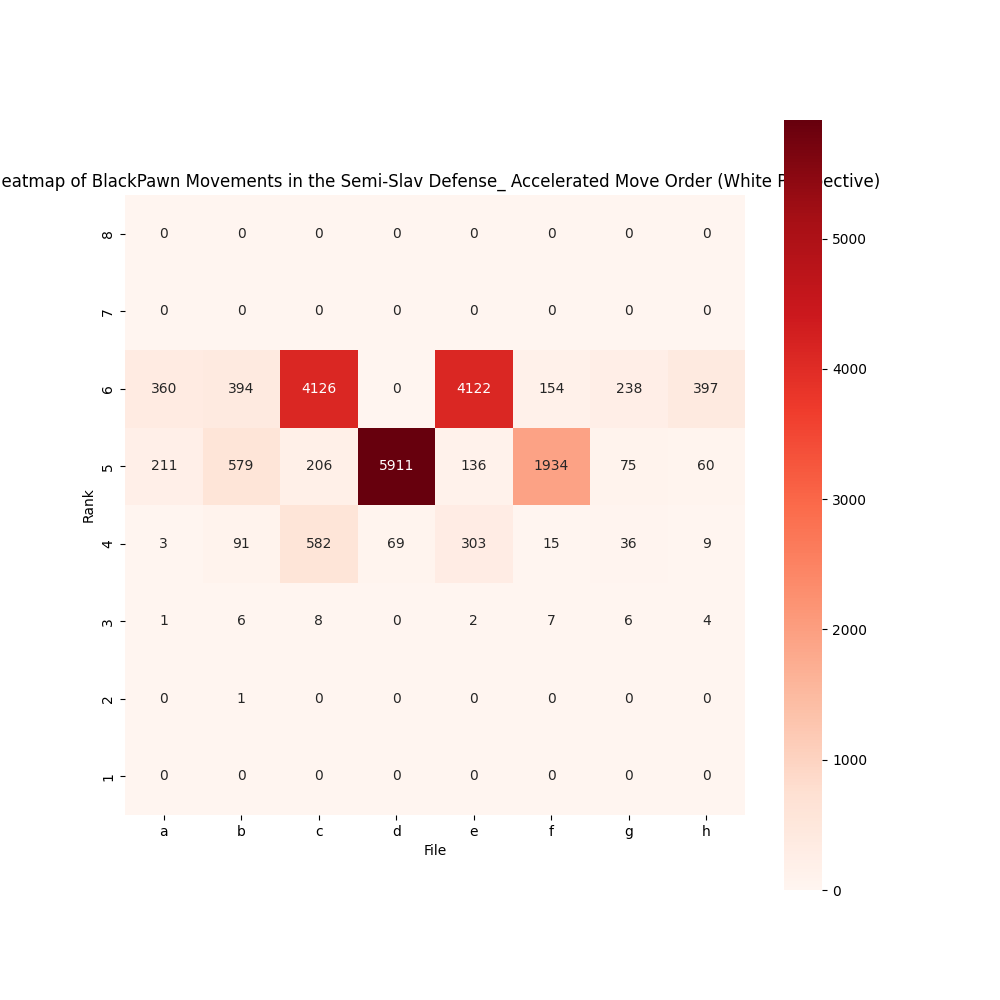 eatmap of BlackPawn Movements in the Semi-Slav Defense_ Accelerated Move Order (White
8 0 0 0 0 0 0 0 0
7 0 0 0 0 0 0 0 0
6 360 394 4126 0 4122 154 238 397
5 211 579 206 5911 136 1934 75 60
4 3 91 582 69 303 15 36 9
3 1 6 8 0 2 7 6 4
2 0 1 0 0 0 0 0 0
1 0 0 0 0 0 0 0 0
a b c d e f g h
File
Rank
5000
4000
3000
2000
1000
0